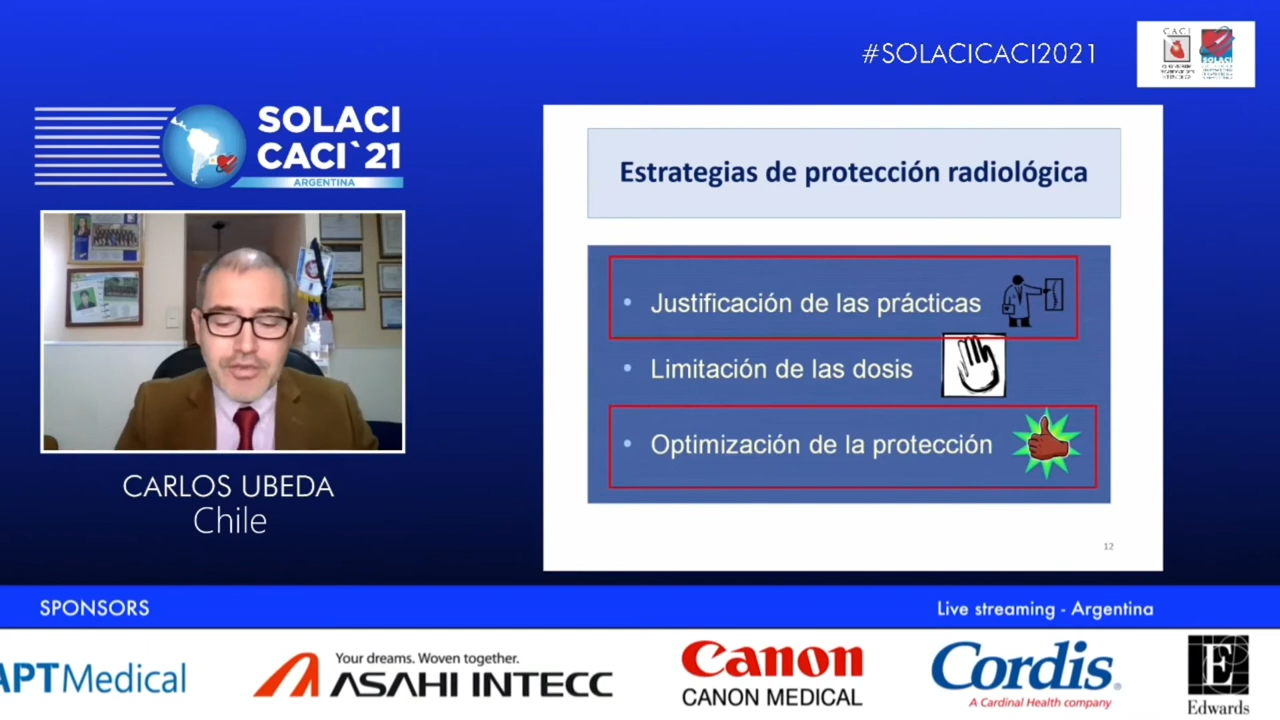 #SOLACICACI2021
CACI
SOLACI
SOLACI
CACI`21
ARGENTINA
Estrategias de protección radiológica
• Justificación de las prácticas
• Limitación de las dosis
• Optimización de la protección
12
CARLOS UBEDA
Chile
SPONSORS
Live streaming - Argentina
APTMedical
Your dreams. Woven together.
ASAHI INTECC
Canon
CANON MEDICAL
Cordis®
A Cardinal Health company
E
Edwards